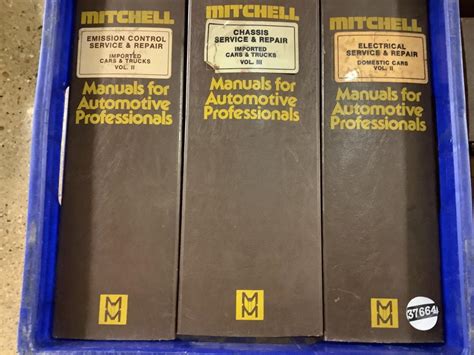 MITCHELL
EMISSION CONTROL
SERVICE & REPAIR
IMPORTED
CARS & TRUCKS
VOL. II
Manuals for
Automotive
Professionals
M
M
MITCHELL
CHASSIS
SERVICE & REPAIR
IMPORTED
CARS & TRUCKS
VOL. III
Manuals for
Automotive
Professionals
M
M
MITCHELL
ELECTRICAL
SERVICE & REPAIR
DOMESTIC CARS
VOL. II
Manuals for
Automotive
Professionals
M
M
37664